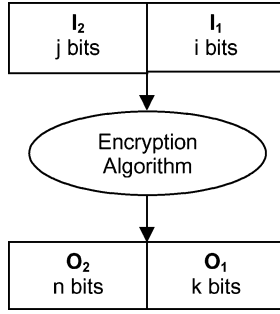 I₂ I₁
j bits i bits
Encryption
Algorithm
O₂ O₁
n bits k bits